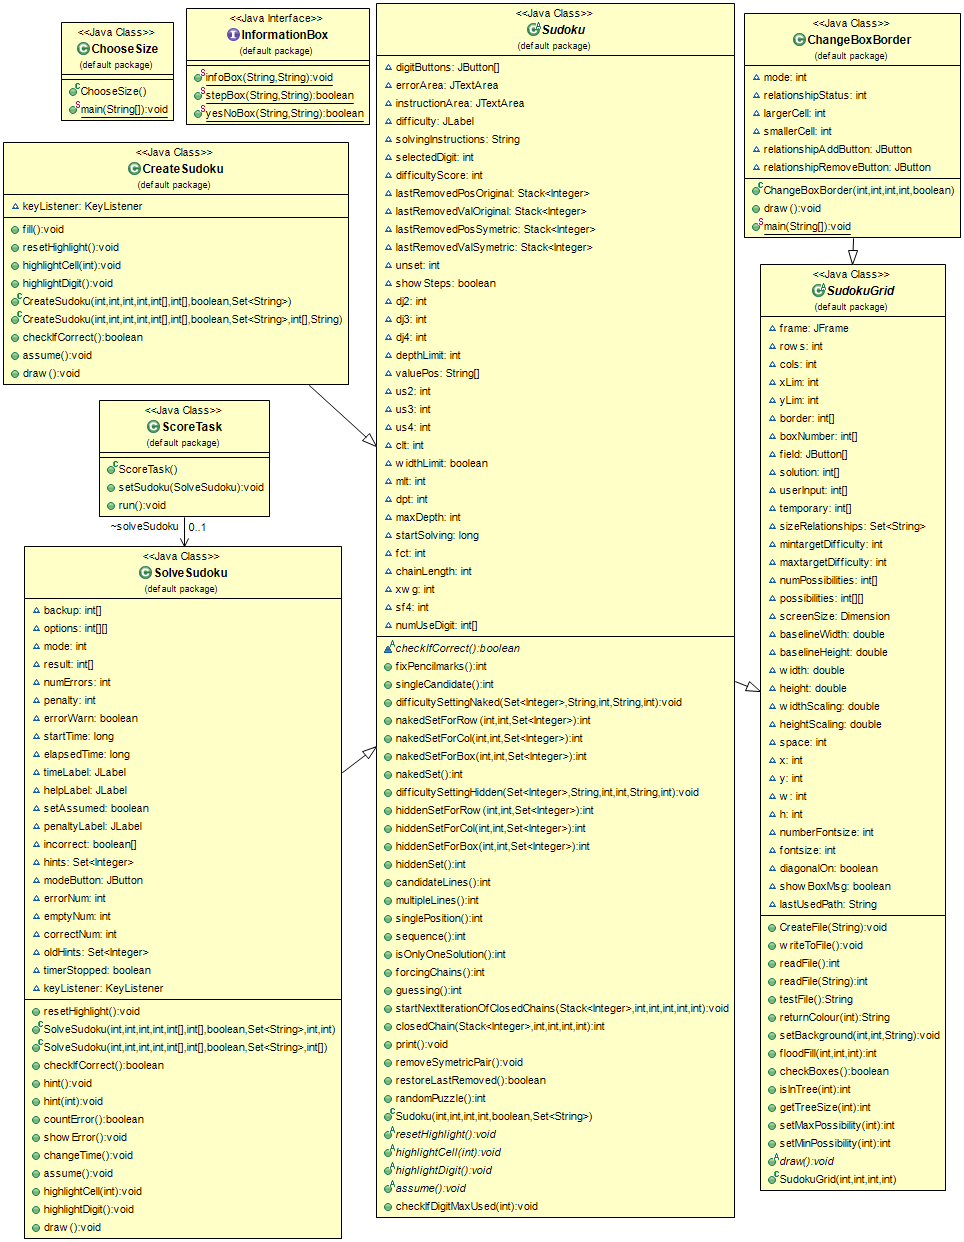 <<Java Class>>
ChooseSize
(default package)
ChooseSize()
main(String[]):void
<<Java Interface>>
InformationBox
(default package)
infoBox(String,String):void
stepBox(String,String):boolean
yesNoBox(String,String):boolean
<<Java Class>>
CreateSudoku
(default package)
keyListener: KeyListener
fill():void
resetHighlight():void
highlightCell(int):void
highlightDigit():void
CreateSudoku(int,int,int,int,int[],int[],boolean,Set<String>)
CreateSudoku(int,int,int,int,int[],int[],boolean,Set<String>,int[],String)
checkIfCorrect():boolean
assume():void
draw():void
<<Java Class>>
ScoreTask
(default package)
ScoreTask()
setSudoku(SolveSudoku):void
run():void
~solveSudoku 0..1
<<Java Class>>
SolveSudoku
(default package)
backup: int[]
options: int[][]
mode: int
result: int[]
numErrors: int
penalty: int
errorWarn: boolean
startTime: long
elapsedTime: long
timeLabel: JLabel
helpLabel: JLabel
setAssumed: boolean
penaltyLabel: JLabel
incorrect: boolean[]
hints: Set<Integer>
modeButton: JButton
errorNum: int
emptyNum: int
correctNum: int
oldHints: Set<Integer>
timerStopped: boolean
keyListener: KeyListener
resetHighlight():void
SolveSudoku(int,int,int,int,int[],int[],boolean,Set<String>,int,int)
SolveSudoku(int,int,int,int,int[],int[],boolean,Set<String>,int[])
checkIfCorrect():boolean
hint():void
hint(int):void
countError():boolean
showError():void
changeTime():void
assume():void
highlightCell(int):void
highlightDigit():void
draw():void
<<Java Class>>
Sudoku
(default package)
digitButtons: JButton[]
errorArea: JTextArea
instructionArea: JTextArea
difficulty: JLabel
solvingInstructions: String
selectedDigit: int
difficultyScore: int
lastRemovedPosOriginal: Stack<Integer>
lastRemovedValOriginal: Stack<Integer>
lastRemovedPosSymetric: Stack<Integer>
lastRemovedValSymetric: Stack<Integer>
unset: int
showSteps: boolean
dj2: int
dj3: int
dj4: int
depthLimit: int
valuePos: String[]
us2: int
us3: int
us4: int
clt: int
widthLimit: boolean
mlt: int
dpt: int
maxDepth: int
startSolving: long
fct: int
chainLength: int
xwg: int
sf4: int
numUseDigit: int[]
checkIfCorrect():boolean
fixPencilmarks():int
singleCandidate():int
difficultySettingNaked(Set<Integer>,String,int,String,int):void
nakedSetForRow(int,int,Set<Integer>):int
nakedSetForCol(int,int,Set<Integer>):int
nakedSetForBox(int,int,Set<Integer>):int
nakedSet():int
difficultySettingHidden(Set<Integer>,String,int,int,String,int):void
hiddenSetForRow(int,int,Set<Integer>):int
hiddenSetForCol(int,int,Set<Integer>):int
hiddenSetForBox(int,int,Set<Integer>):int
hiddenSet():int
candidateLines():int
multipleLines():int
singlePosition():int
sequence():int
isOnlyOneSolution():int
forcingChains():int
guessing():int
startNextIterationOfClosedChains(Stack<Integer>,int,int,int,int,int):void
closedChain(Stack<Integer>,int,int,int,int):int
print():void
removeSymetricPair():void
restoreLastRemoved():boolean
randomPuzzle():int
Sudoku(int,int,int,int,boolean,Set<String>)
resetHighlight():void
highlightCell(int):void
highlightDigit():void
assume():void
checkIfDigitMaxUsed(int):void
<<Java Class>>
ChangeBoxBorder
(default package)
mode: int
relationshipStatus: int
largerCell: int
smallerCell: int
relationshipAddButton: JButton
relationshipRemoveButton: JButton
ChangeBoxBorder(int,int,int,int,boolean)
draw():void
main(String[]):void
<<Java Class>>
SudokuGrid
(default package)
frame: JFrame
rows: int
cols: int
xLim: int
yLim: int
border: int[]
boxNumber: int[]
field: JButton[]
solution: int[]
userInput: int[]
temporary: int[]
sizeRelationships: Set<String>
mintargetDifficulty: int
maxtargetDifficulty: int
numPossibilities: int[]
possibilities: int[][]
screenSize: Dimension
baselineWidth: double
baselineHeight: double
width: double
height: double
widthScaling: double
heightScaling: double
space: int
x: int
y: int
w: int
h: int
numberFontsize: int
fontsize: int
diagonalOn: boolean
showBoxMsg: boolean
lastUsedPath: String
CreateFile(String):void
writeToFile():void
readFile():int
readFile(String):int
testFile():String
returnColour(int):String
setBackground(int,int,String):void
floodFill(int,int,int):int
checkBoxes():boolean
isInTree(int):int
getTreeSize(int):int
setMaxPossibility(int):int
setMinPossibility(int):int
draw():void
SudokuGrid(int,int,int,int)